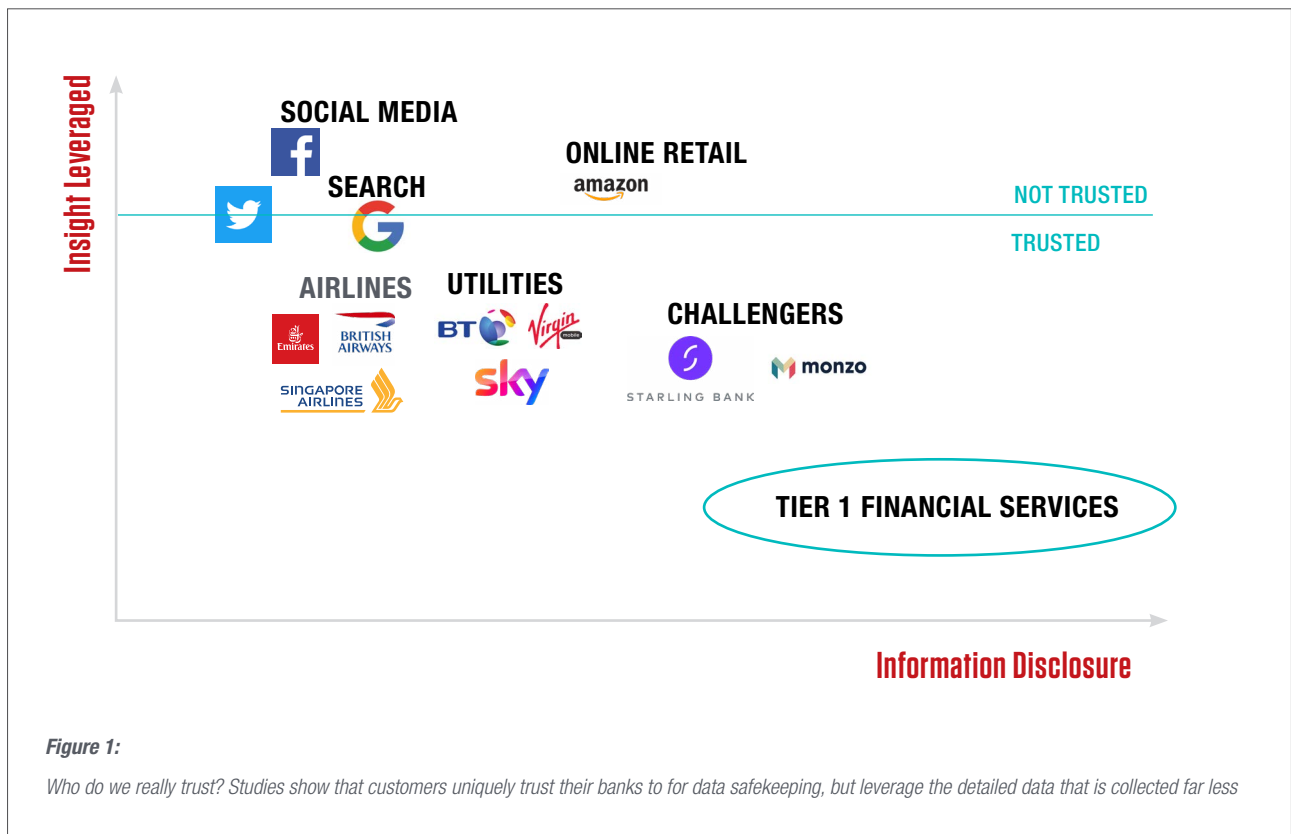 Insight Leveraged
SOCIAL MEDIA
f
ONLINE RETAIL
amazon
SEARCH
G
NOT TRUSTED
TRUSTED
AIRLINES
UTILITIES
CHALLENGERS
Emirates
BRITISH
AIRWAYS
BT
Virgin
mobile
SINGAPORE
AIRLINES
sky
STARLING BANK
monzo
TIER 1 FINANCIAL SERVICES
Information Disclosure
Figure 1:
Who do we really trust? Studies show that customers uniquely trust their banks to for data safekeeping, but leverage the detailed data that is collected far less